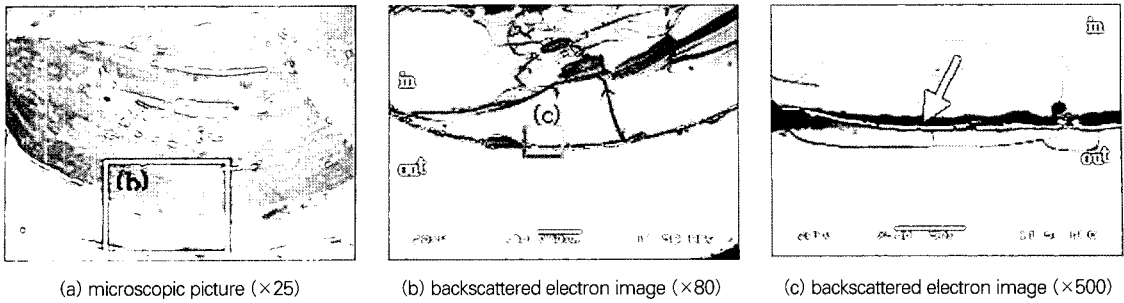 (b)
in
(c)
out
in
out
(a) microscopic picture (×25)
(b) backscattered electron image (×80)
(c) backscattered electron image (×500)